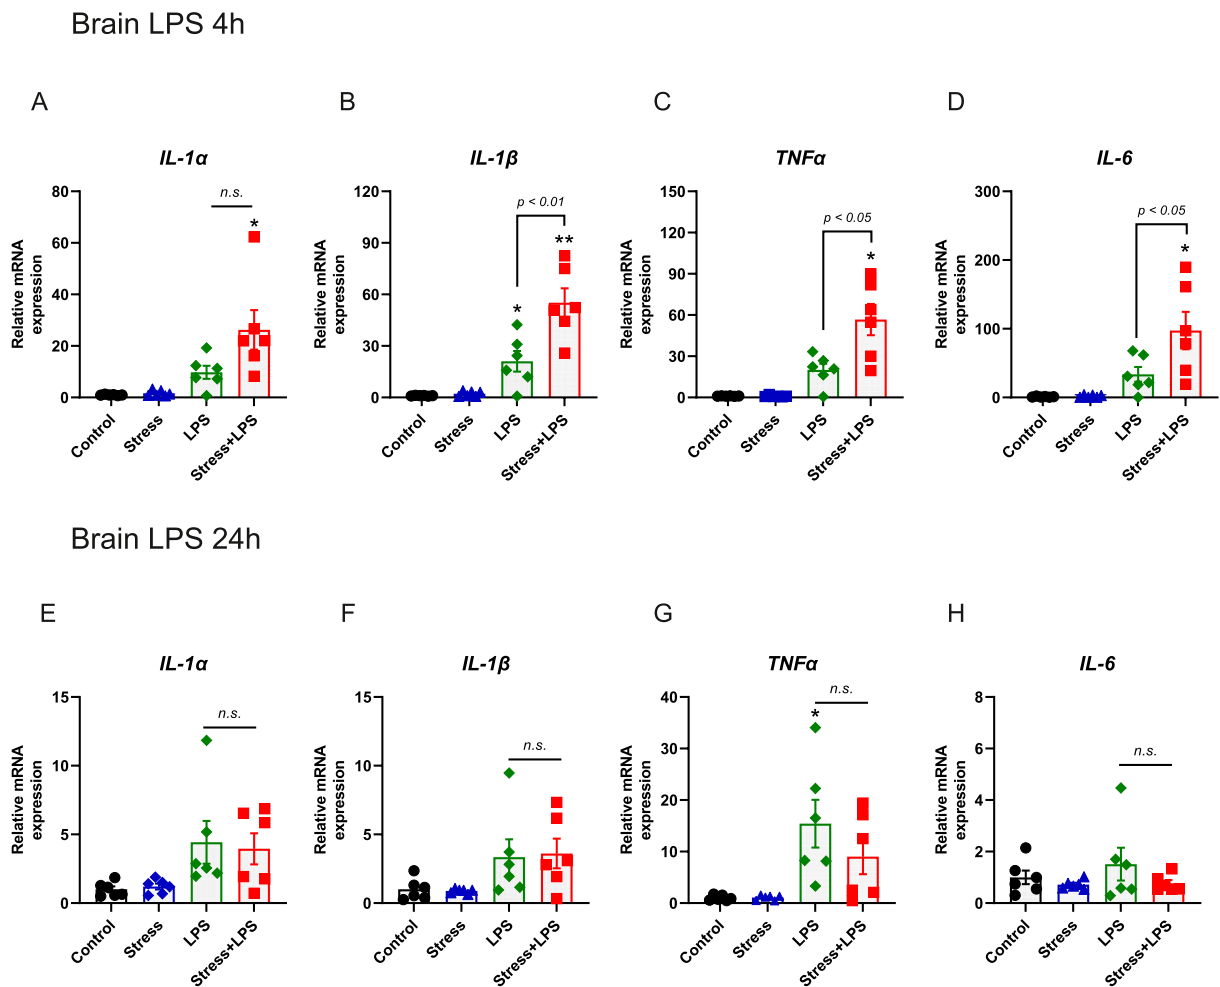 Brain LPS 4h
A
B
C
D
IL-1α
IL-1β
TNFα
IL-6
Relative mRNA
expression
80
60
40
20
0
n.s.
*
Control
Stress
LPS
Stress+LPS
Relative mRNA
expression
120
90
60
30
0
p < 0.01
*
**
Control
Stress
LPS
Stress+LPS
Relative mRNA
expression
150
120
90
60
30
0
p < 0.05
*
Control
Stress
LPS
Stress+LPS
Relative mRNA
expression
300
200
100
0
p < 0.05
*
Control
Stress
LPS
Stress+LPS
Brain LPS 24h
E
F
G
H
IL-1α
IL-1β
TNFα
IL-6
Relative mRNA
expression
15
10
5
0
n.s.
Control
Stress
LPS
Stress+LPS
Relative mRNA
expression
15
10
5
0
n.s.
Control
Stress
LPS
Stress+LPS
Relative mRNA
expression
40
30
20
10
0
n.s.
*
Control
Stress
LPS
Stress+LPS
Relative mRNA
expression
8
6
4
2
0
n.s.
Control
Stress
LPS
Stress+LPS